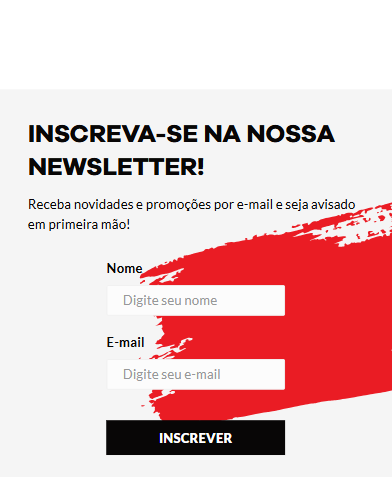 INSCREVA-SE NA NOSSA
NEWSLETTER!
Receba novidades e promoções por e-mail e seja avisado
em primeira mão!
Nome
Digite seu nome
E-mail
Digite seu e-mail
INSCREVER